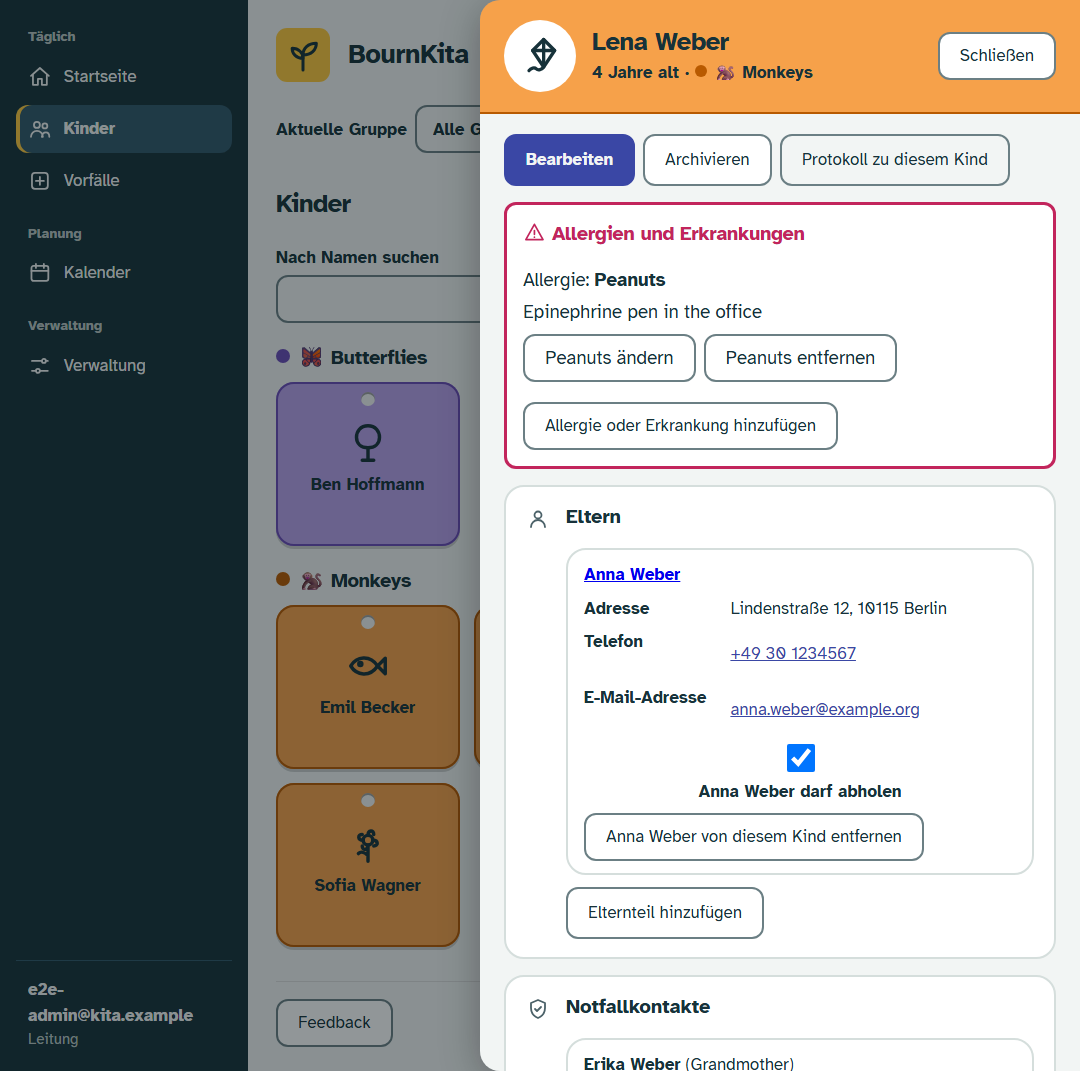 Täglich
Startseite
Kinder
Vorfälle
Planung
Kalender
Verwaltung
Verwaltung
e2e-
admin@kita.example
Leitung
BournKita
Aktuelle Gruppe
Alle G
Kinder
Nach Namen suchen
Butterflies
Ben Hoffmann
Monkeys
Emil Becker
Sofia Wagner
Feedback
Lena Weber
4 Jahre alt · Monkeys
Schließen
Bearbeiten
Archivieren
Protokoll zu diesem Kind
Allergien und Erkrankungen
Allergie: Peanuts
Epinephrine pen in the office
Peanuts ändern
Peanuts entfernen
Allergie oder Erkrankung hinzufügen
Eltern
Anna Weber
Adresse
Lindenstraße 12, 10115 Berlin
Telefon
+49 30 1234567
E-Mail-Adresse
anna.weber@example.org
Anna Weber darf abholen
Anna Weber von diesem Kind entfernen
Elternteil hinzufügen
Notfallkontakte
Erika Weber (Grandmother)